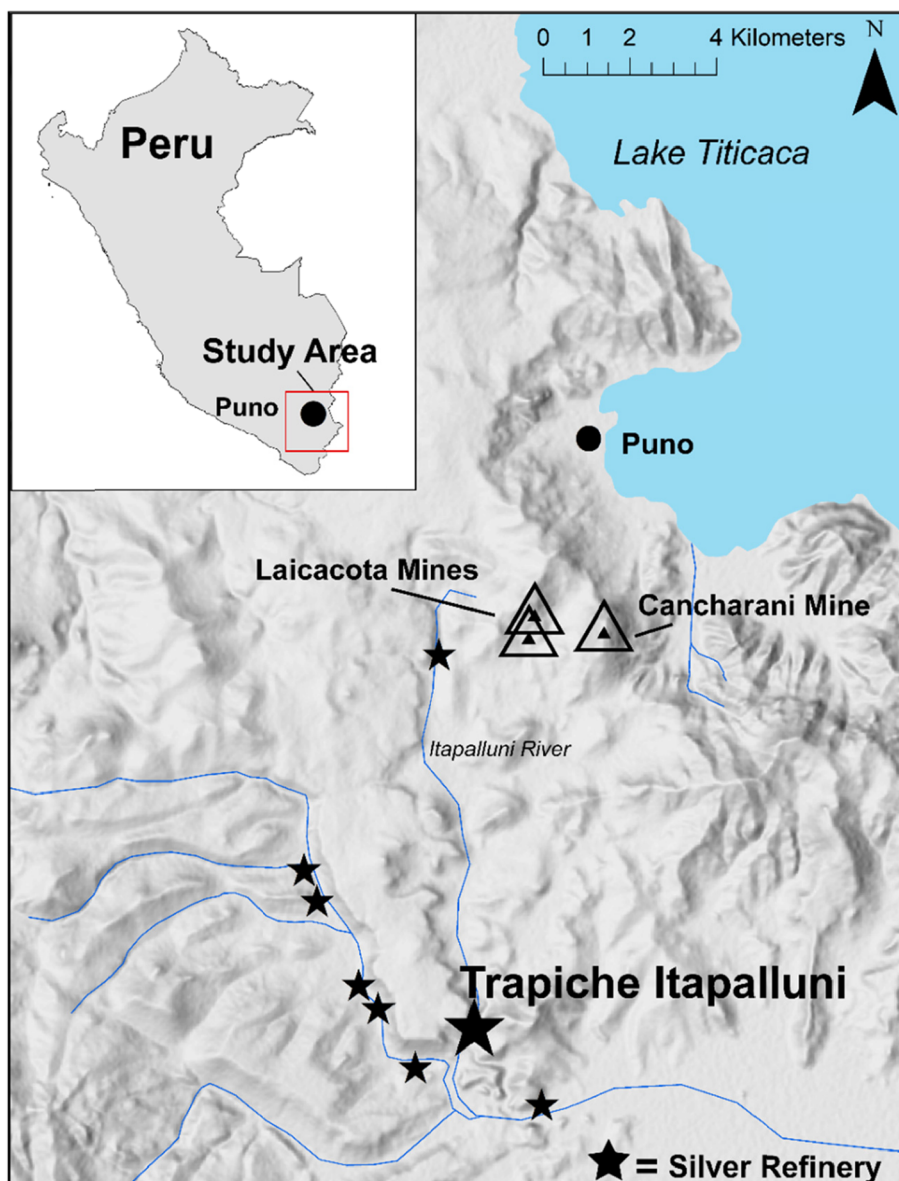 Peru
Study Area
Puno
0 1 2 4 Kilometers
N
Lake Titicaca
Puno
Laicacota Mines
Cancharani Mine
Itapalluni River
Trapiche Itapalluni
= Silver Refinery